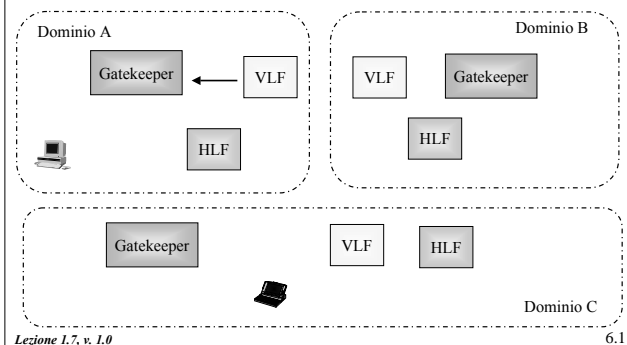 Dominio A
Dominio B
Gatekeeper
VLF
VLF
Gatekeeper
HLF
HLF
Gatekeeper
VLF
HLF
Dominio C
Lezione 1.7, v. 1.0
6.1